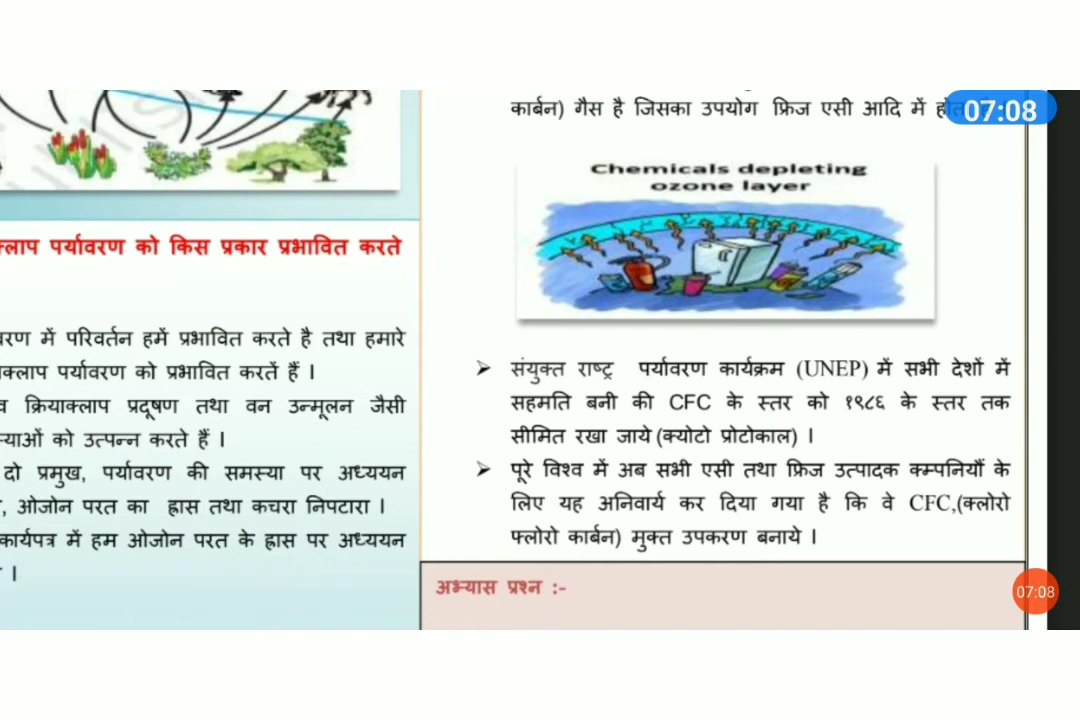 कार्बन) गैस है जिसका उपयोग फ्रिज एसी आदि में
07:08
Chemicals depleting
ozone layer
पर्यावरण को किस प्रकार प्रभावित करते
में परिवर्तन हमें प्रभावित करते है तथा हमारे
पर्यावरण को प्रभावित करतें हैं ।
क्रियाक्लाप प्रदूषण तथा वन उन्मूलन जैसी
को उत्पन्न करते हैं ।
दो प्रमुख, पर्यावरण की समस्या पर अध्ययन
, ओजोन परत का ह्रास तथा कचरा निपटारा ।
कार्यपत्र में हम ओजोन परत के ह्रास पर अध्ययन
।
संयुक्त राष्ट्र पर्यावरण कार्यक्रम (UNEP) में सभी देशों में
सहमति बनी की CFC के स्तर को १९८६ के स्तर तक
सीमित रखा जाये (क्योटो प्रोटोकाल) ।
पूरे विश्व में अब सभी एसी तथा फ्रिज उत्पादक कम्पनियों के
लिए यह अनिवार्य कर दिया गया है कि वे CFC,(क्लोरो
फ्लोरो कार्बन) मुक्त उपकरण बनाये ।
अभ्यास प्रश्न :-
07:08